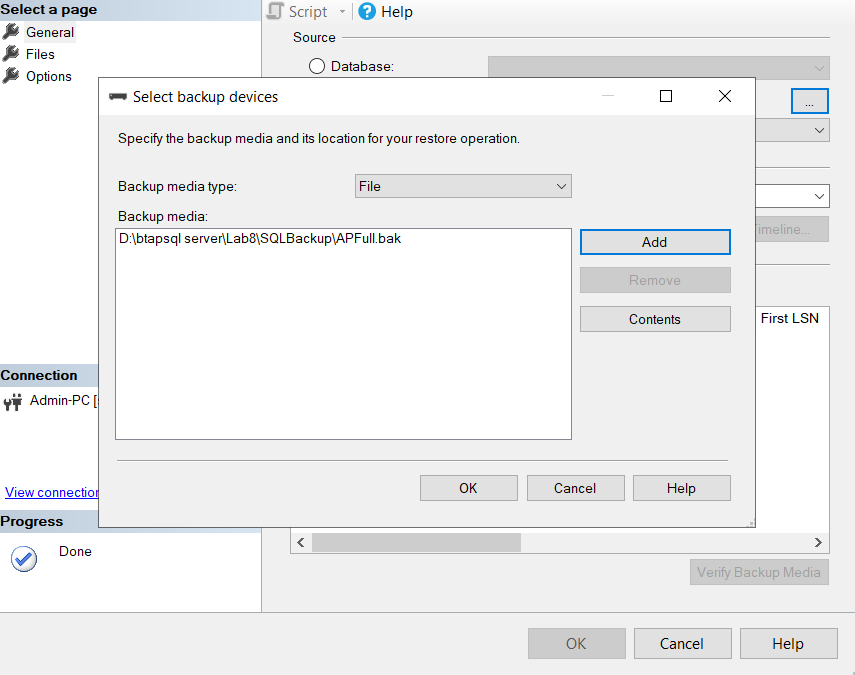 Select a page
Script
Help
General
Files
Options
Source
Database:
...
Select backup devices
Specify the backup media and its location for your restore operation.
Backup media type:
File
Backup media:
D:\btapsql server\Lab8\SQLBackup\APFull.bak
Add
Remove
Contents
OK
Cancel
Help
Timeline...
First LSN
Connection
Admin-PC [
View connection
Progress
Done
Verify Backup Media
OK
Cancel
Help